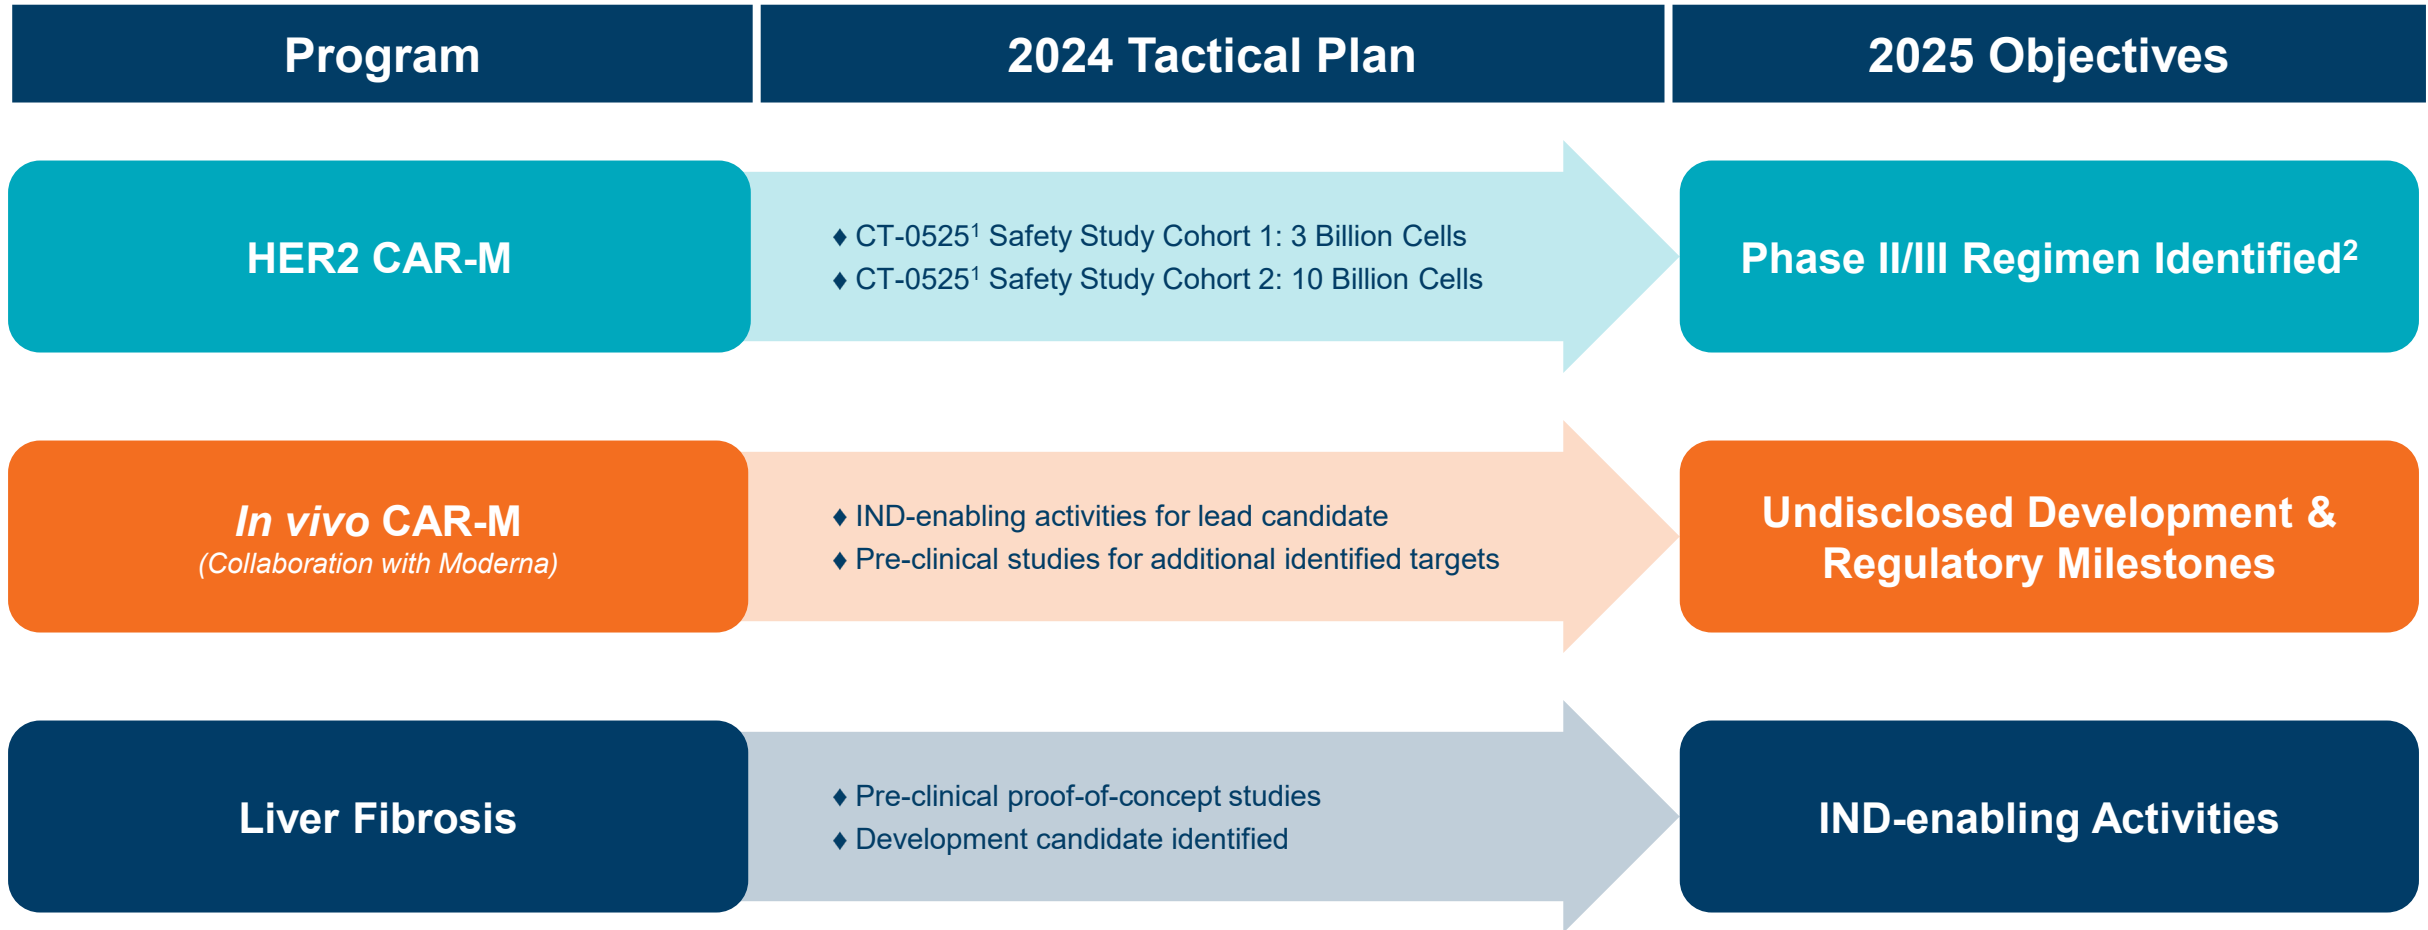 Program
2024 Tactical Plan
2025 Objectives
HER2 CAR-M
♦ CT-0525¹ Safety Study Cohort 1: 3 Billion Cells
♦ CT-0525¹ Safety Study Cohort 2: 10 Billion Cells
Phase II/III Regimen Identified²
In vivo CAR-M
(Collaboration with Moderna)
♦ IND-enabling activities for lead candidate
♦ Pre-clinical studies for additional identified targets
Undisclosed Development &
Regulatory Milestones
Liver Fibrosis
♦ Pre-clinical proof-of-concept studies
♦ Development candidate identified
IND-enabling Activities